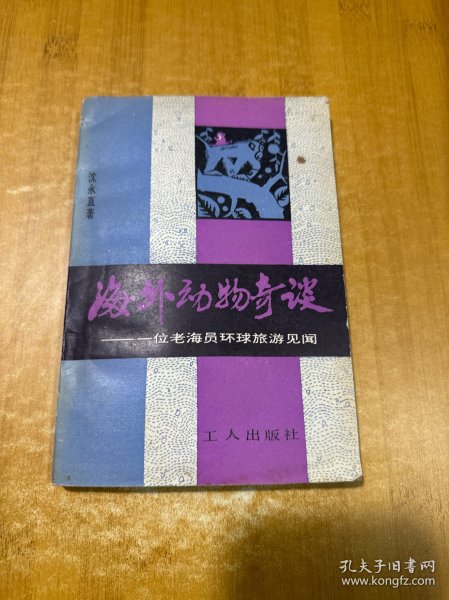 沈永直著
海外动物奇谈
——一位老海员环球旅游见闻
工人出版社
孔夫子旧书网
www.kongfz.com